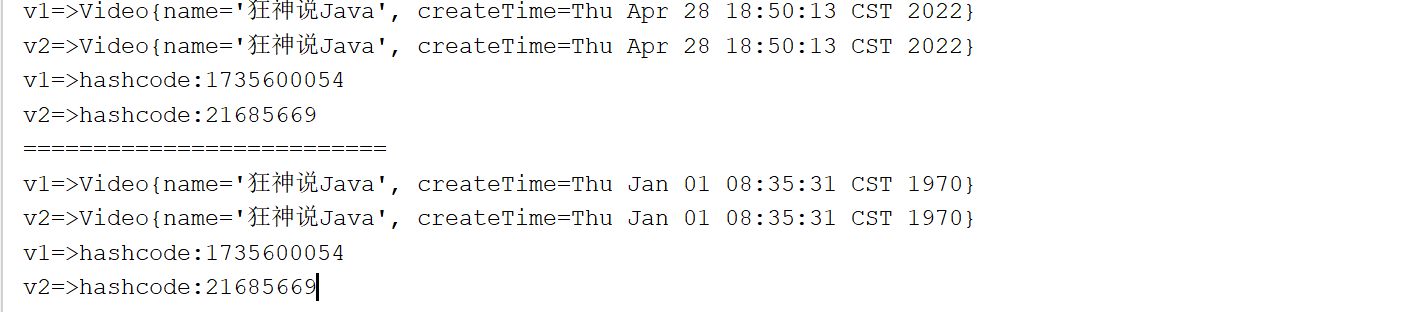 v1=>Video{name='狂神说Java', createTime=Thu Apr 28 18:50:13 CST 2022}
v2=>Video{name='狂神说Java', createTime=Thu Apr 28 18:50:13 CST 2022}
v1=>hashcode:1735600054
v2=>hashcode:21685669
==========================
v1=>Video{name='狂神说Java', createTime=Thu Jan 01 08:35:31 CST 1970}
v2=>Video{name='狂神说Java', createTime=Thu Jan 01 08:35:31 CST 1970}
v1=>hashcode:1735600054
v2=>hashcode:21685669